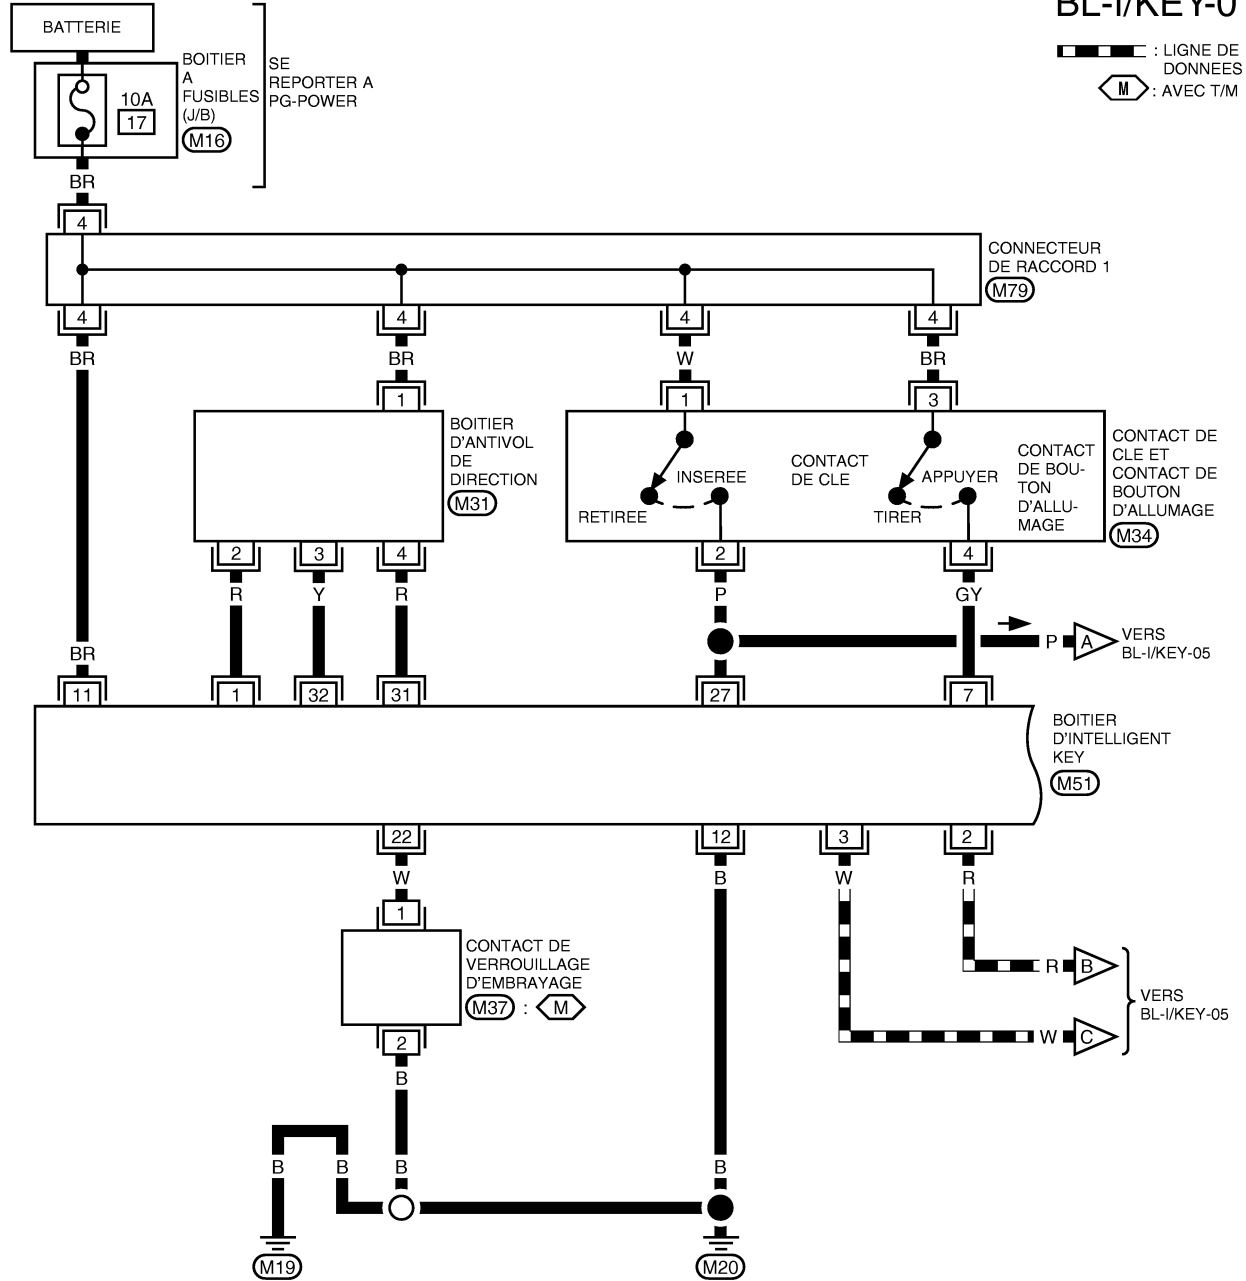 BL-I/KEY-0
: LIGNE DE
DONNEES
M : AVEC T/M
BATTERIE
BOITIER
A
FUSIBLES
(J/B)
M16
10A
17
SE
REPORTER A
PG-POWER
BR
4
CONNECTEUR
DE RACCORD 1
M79
4 4 4 4
BR BR W BR
1 1 3
BOITIER
D'ANTIVOL
DE
DIRECTION
M31
INSEREE
RETIREE
CONTACT
DE CLE
APPUYER
TIRER
CONTACT
DE BOU-
TON
D'ALLU-
MAGE
CONTACT DE
CLE ET
CONTACT DE
BOUTON
D'ALLUMAGE
M34
2 3 4 2 4
R Y R P GY
P A
VERS
BL-I/KEY-05
BR
11 1 32 31 27 7
BOITIER
D'INTELLIGENT
KEY
M51
22 12 3 2
W B W R
1
CONTACT DE
VERROUILLAGE
D'EMBRAYAGE
M37 : M
R B
W C
VERS
BL-I/KEY-05
2
B
B B B B
M19 M20